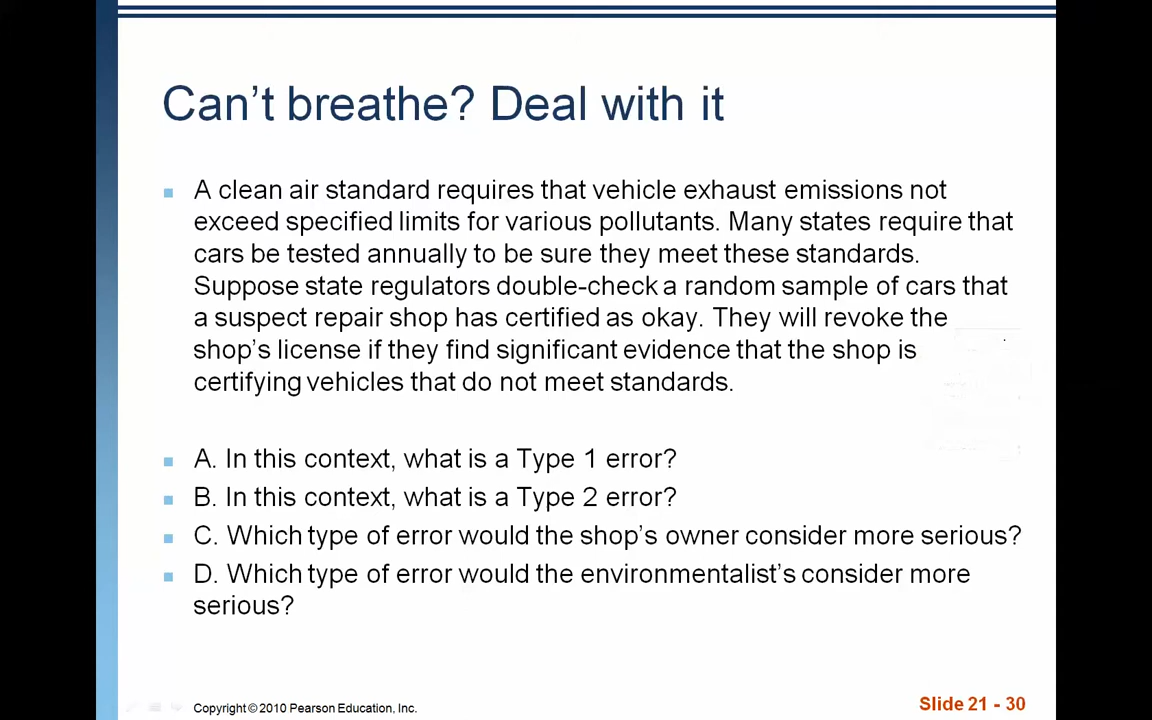 Can't breathe? Deal with it
A clean air standard requires that vehicle exhaust emissions not
exceed specified limits for various pollutants. Many states require that
cars be tested annually to be sure they meet these standards.
Suppose state regulators double-check a random sample of cars that
a suspect repair shop has certified as okay. They will revoke the
shop's license if they find significant evidence that the shop is
certifying vehicles that do not meet standards.
A. In this context, what is a Type 1 error?
B. In this context, what is a Type 2 error?
C. Which type of error would the shop's owner consider more serious?
D. Which type of error would the environmentalist's consider more
serious?
Copyright © 2010 Pearson Education, Inc.
Slide 21 - 30